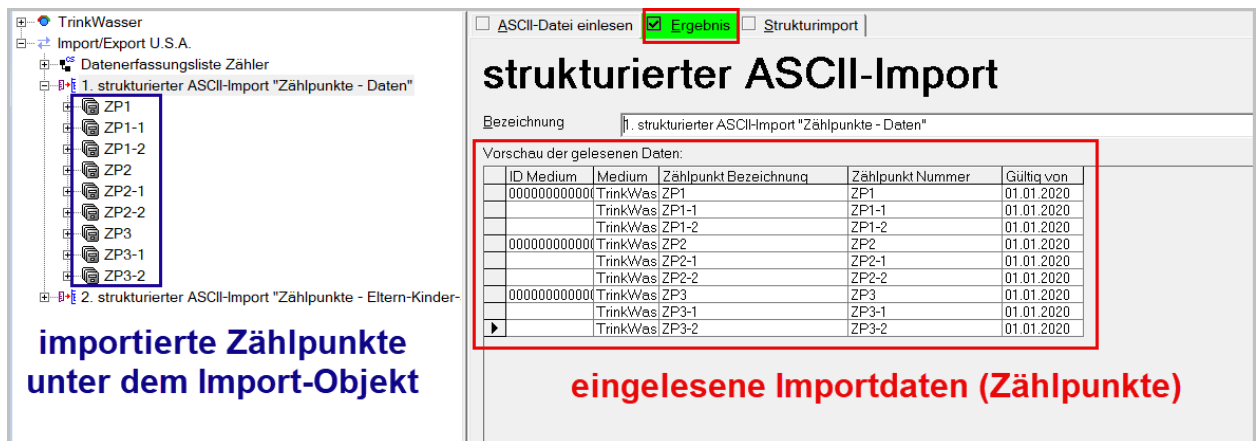 TrinkWasser
Import/Export U.S.A.
Datenerfassungsliste Zähler
1. strukturierter ASCII-Import "Zählpunkte - Daten"
ZP1
ZP1-1
ZP1-2
ZP2
ZP2-1
ZP2-2
ZP3
ZP3-1
ZP3-2
2. strukturierter ASCII-Import "Zählpunkte - Eltern-Kinder-
importierte Zählpunkte
unter dem Import-Objekt
ASCII-Datei einlesen Ergebnis Strukturimport
strukturierter ASCII-Import
Bezeichnung 1. strukturierter ASCII-Import "Zählpunkte - Daten"
Vorschau der gelesenen Daten:
ID Medium Medium Zählpunkt Bezeichnung Zählpunkt Nummer Gültig von
000000000000 TrinkWas ZP1 ZP1 01.01.2020
TrinkWas ZP1-1 ZP1-1 01.01.2020
TrinkWas ZP1-2 ZP1-2 01.01.2020
000000000000 TrinkWas ZP2 ZP2 01.01.2020
TrinkWas ZP2-1 ZP2-1 01.01.2020
TrinkWas ZP2-2 ZP2-2 01.01.2020
000000000000 TrinkWas ZP3 ZP3 01.01.2020
TrinkWas ZP3-1 ZP3-1 01.01.2020
TrinkWas ZP3-2 ZP3-2 01.01.2020
eingelesene Importdaten (Zählpunkte)